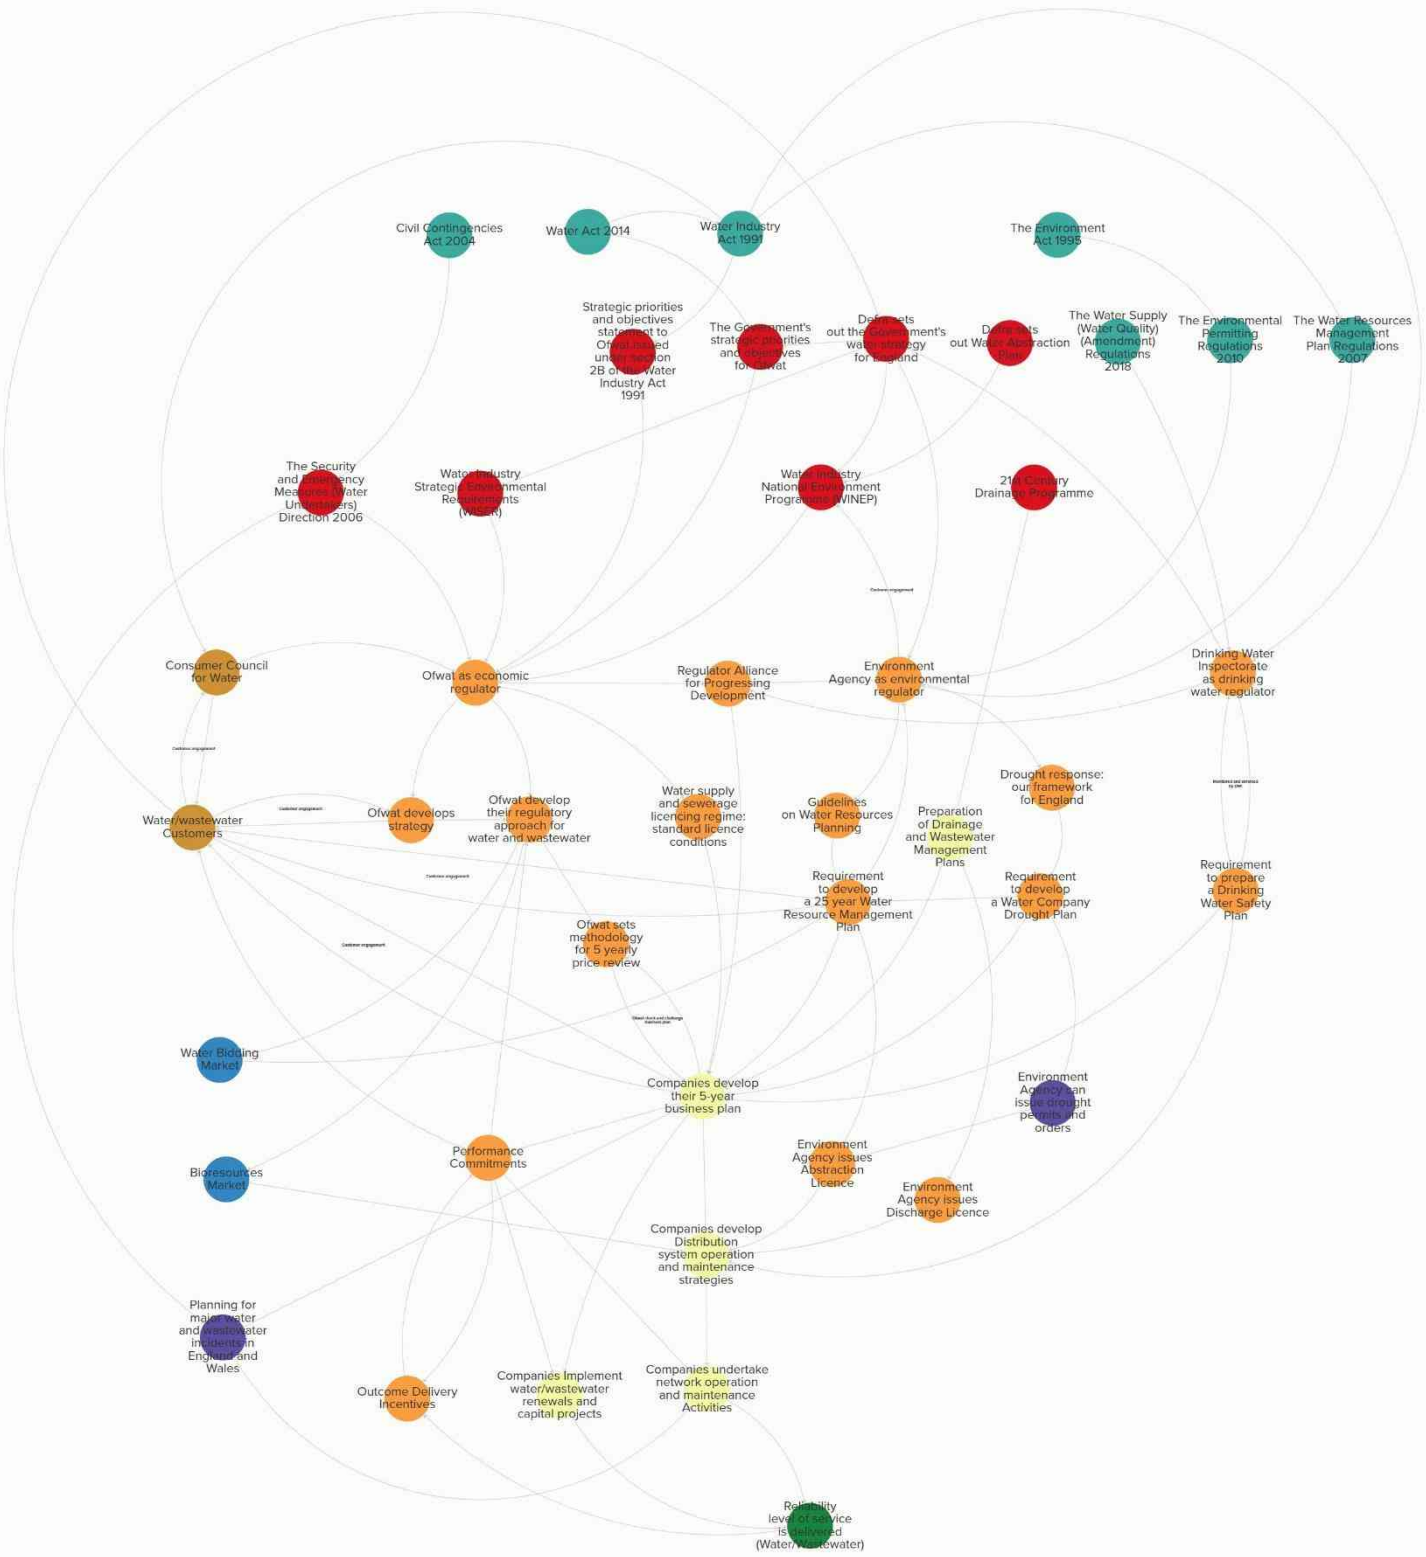 Civil Contingencies
Act 2004
Water Act 2014
Water Industry
Act 1991
The Environment
Act 1995
Strategic priorities
and objectives
statement to
Ofwat issued
under section
2B of the Water
Industry Act
1991
The Government's
strategic priorities
and objectives
for Ofwat
Defra sets
out the Government's
water strategy
for England
Defra sets
out Water Abstraction
Plan
The Water Supply
(Water Quality)
(Amendment)
Regulations
2018
The Environmental
Permitting
Regulations
2010
The Water Resources
Management
Plan Regulations
2007
The Security
and Emergency
Measures (Water
Undertakers)
Direction 2006
Water Industry
Strategic Environmental
Requirements
(WISER)
Water Industry
National Environment
Programme (WINEP)
21st Century
Drainage Programme
Customer engagement
Consumer Council
for Water
Ofwat as economic
regulator
Regulator Alliance
for Progressing
Development
Environment
Agency as environmental
regulator
Drinking Water
Inspectorate
as drinking
water regulator
Customer engagement
Water/wastewater
Customers
Customer engagement
Ofwat develops
strategy
Ofwat develop
their regulatory
approach for
water and wastewater
Water supply
and sewerage
licencing regime:
standard licence
conditions
Guidelines
on Water Resources
Planning
Preparation
of Drainage
and Wastewater
Management
Plans
Drought response:
our framework
for England
Customer engagement
Requirement
to develop
a 25 year Water
Resource Management
Plan
Requirement
to develop
a Water Company
Drought Plan
Requirement
to prepare
a Drinking
Water Safety
Plan
Customer engagement
Ofwat sets
methodology
for 5 yearly
price review
Water Bidding
Market
Companies develop
their 5-year
business plan
Environment
Agency can
issue drought
permits and
orders
Bioresources
Market
Performance
Commitments
Environment
Agency issues
Abstraction
Licence
Environment
Agency issues
Discharge Licence
Companies develop
Distribution
system operation
and maintenance
strategies
Planning for
major water
and wastewater
incidents in
England and
Wales
Outcome Delivery
Incentives
Companies Implement
water/wastewater
renewals and
capital projects
Companies undertake
network operation
and maintenance
Activities
Reliability
level of service
is delivered
(Water/Wastewater)